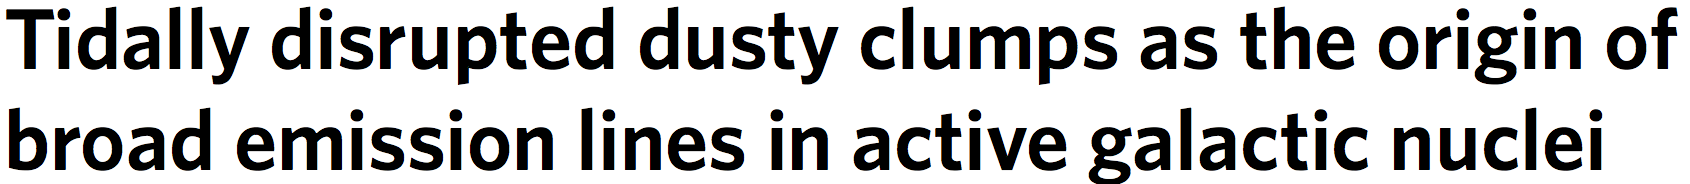 Tidally disrupted dusty clumps as the origin of
broad emission lines in active galactic nuclei